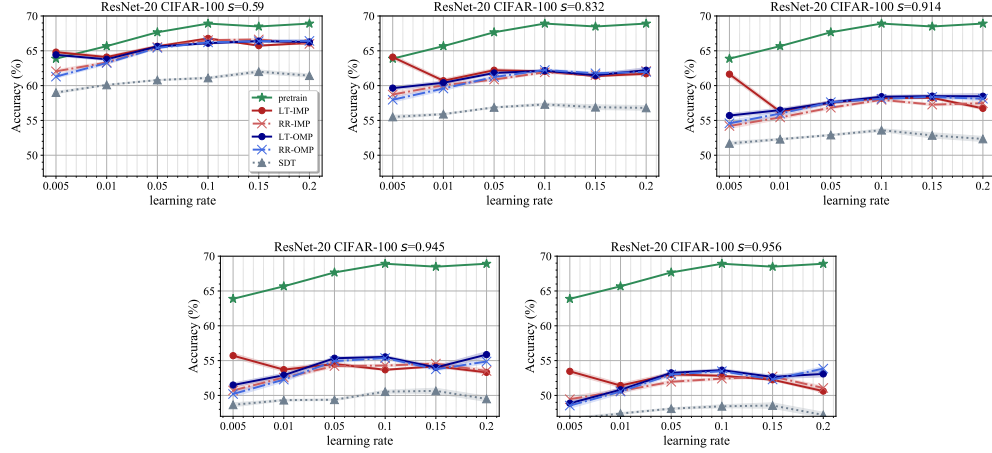 ResNet-20 CIFAR-100 s=0.59
ResNet-20 CIFAR-100 s=0.832
ResNet-20 CIFAR-100 s=0.914
70
65
60
55
50
Accuracy (%)
pretrain
LT-IMP
RR-IMP
LT-OMP
RR-OMP
SDT
0.005 0.01 0.05 0.1 0.15 0.2
learning rate
70
65
60
55
50
Accuracy (%)
0.005 0.01 0.05 0.1 0.15 0.2
learning rate
70
65
60
55
50
Accuracy (%)
0.005 0.01 0.05 0.1 0.15 0.2
learning rate
ResNet-20 CIFAR-100 s=0.945
ResNet-20 CIFAR-100 s=0.956
70
65
60
55
50
Accuracy (%)
0.005 0.01 0.05 0.1 0.15 0.2
learning rate
70
65
60
55
50
Accuracy (%)
0.005 0.01 0.05 0.1 0.15 0.2
learning rate